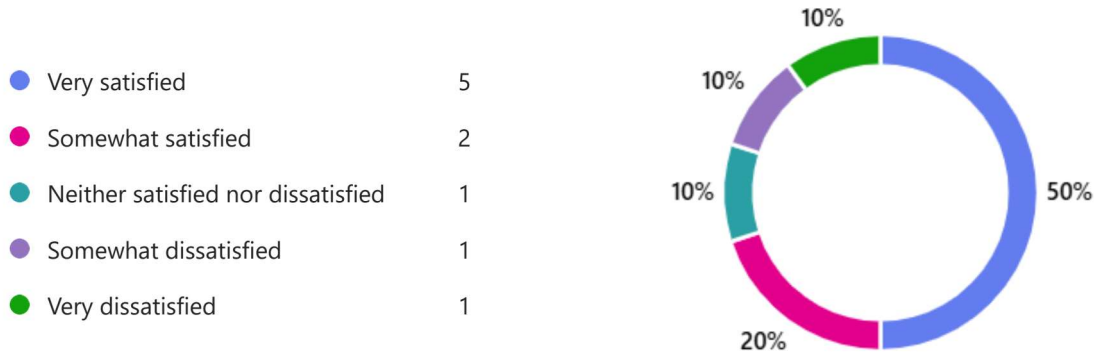 Very satisfied 5
Somewhat satisfied 2
Neither satisfied nor dissatisfied 1
Somewhat dissatisfied 1
Very dissatisfied 1
10%
10%
10%
50%
20%